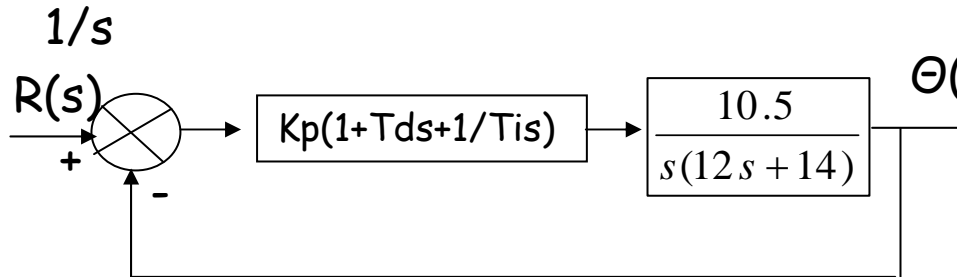 1/s
R(s)
+
-
Kp(1+Tds+1/Tis)
10.5
s(12s+14)
Θ(